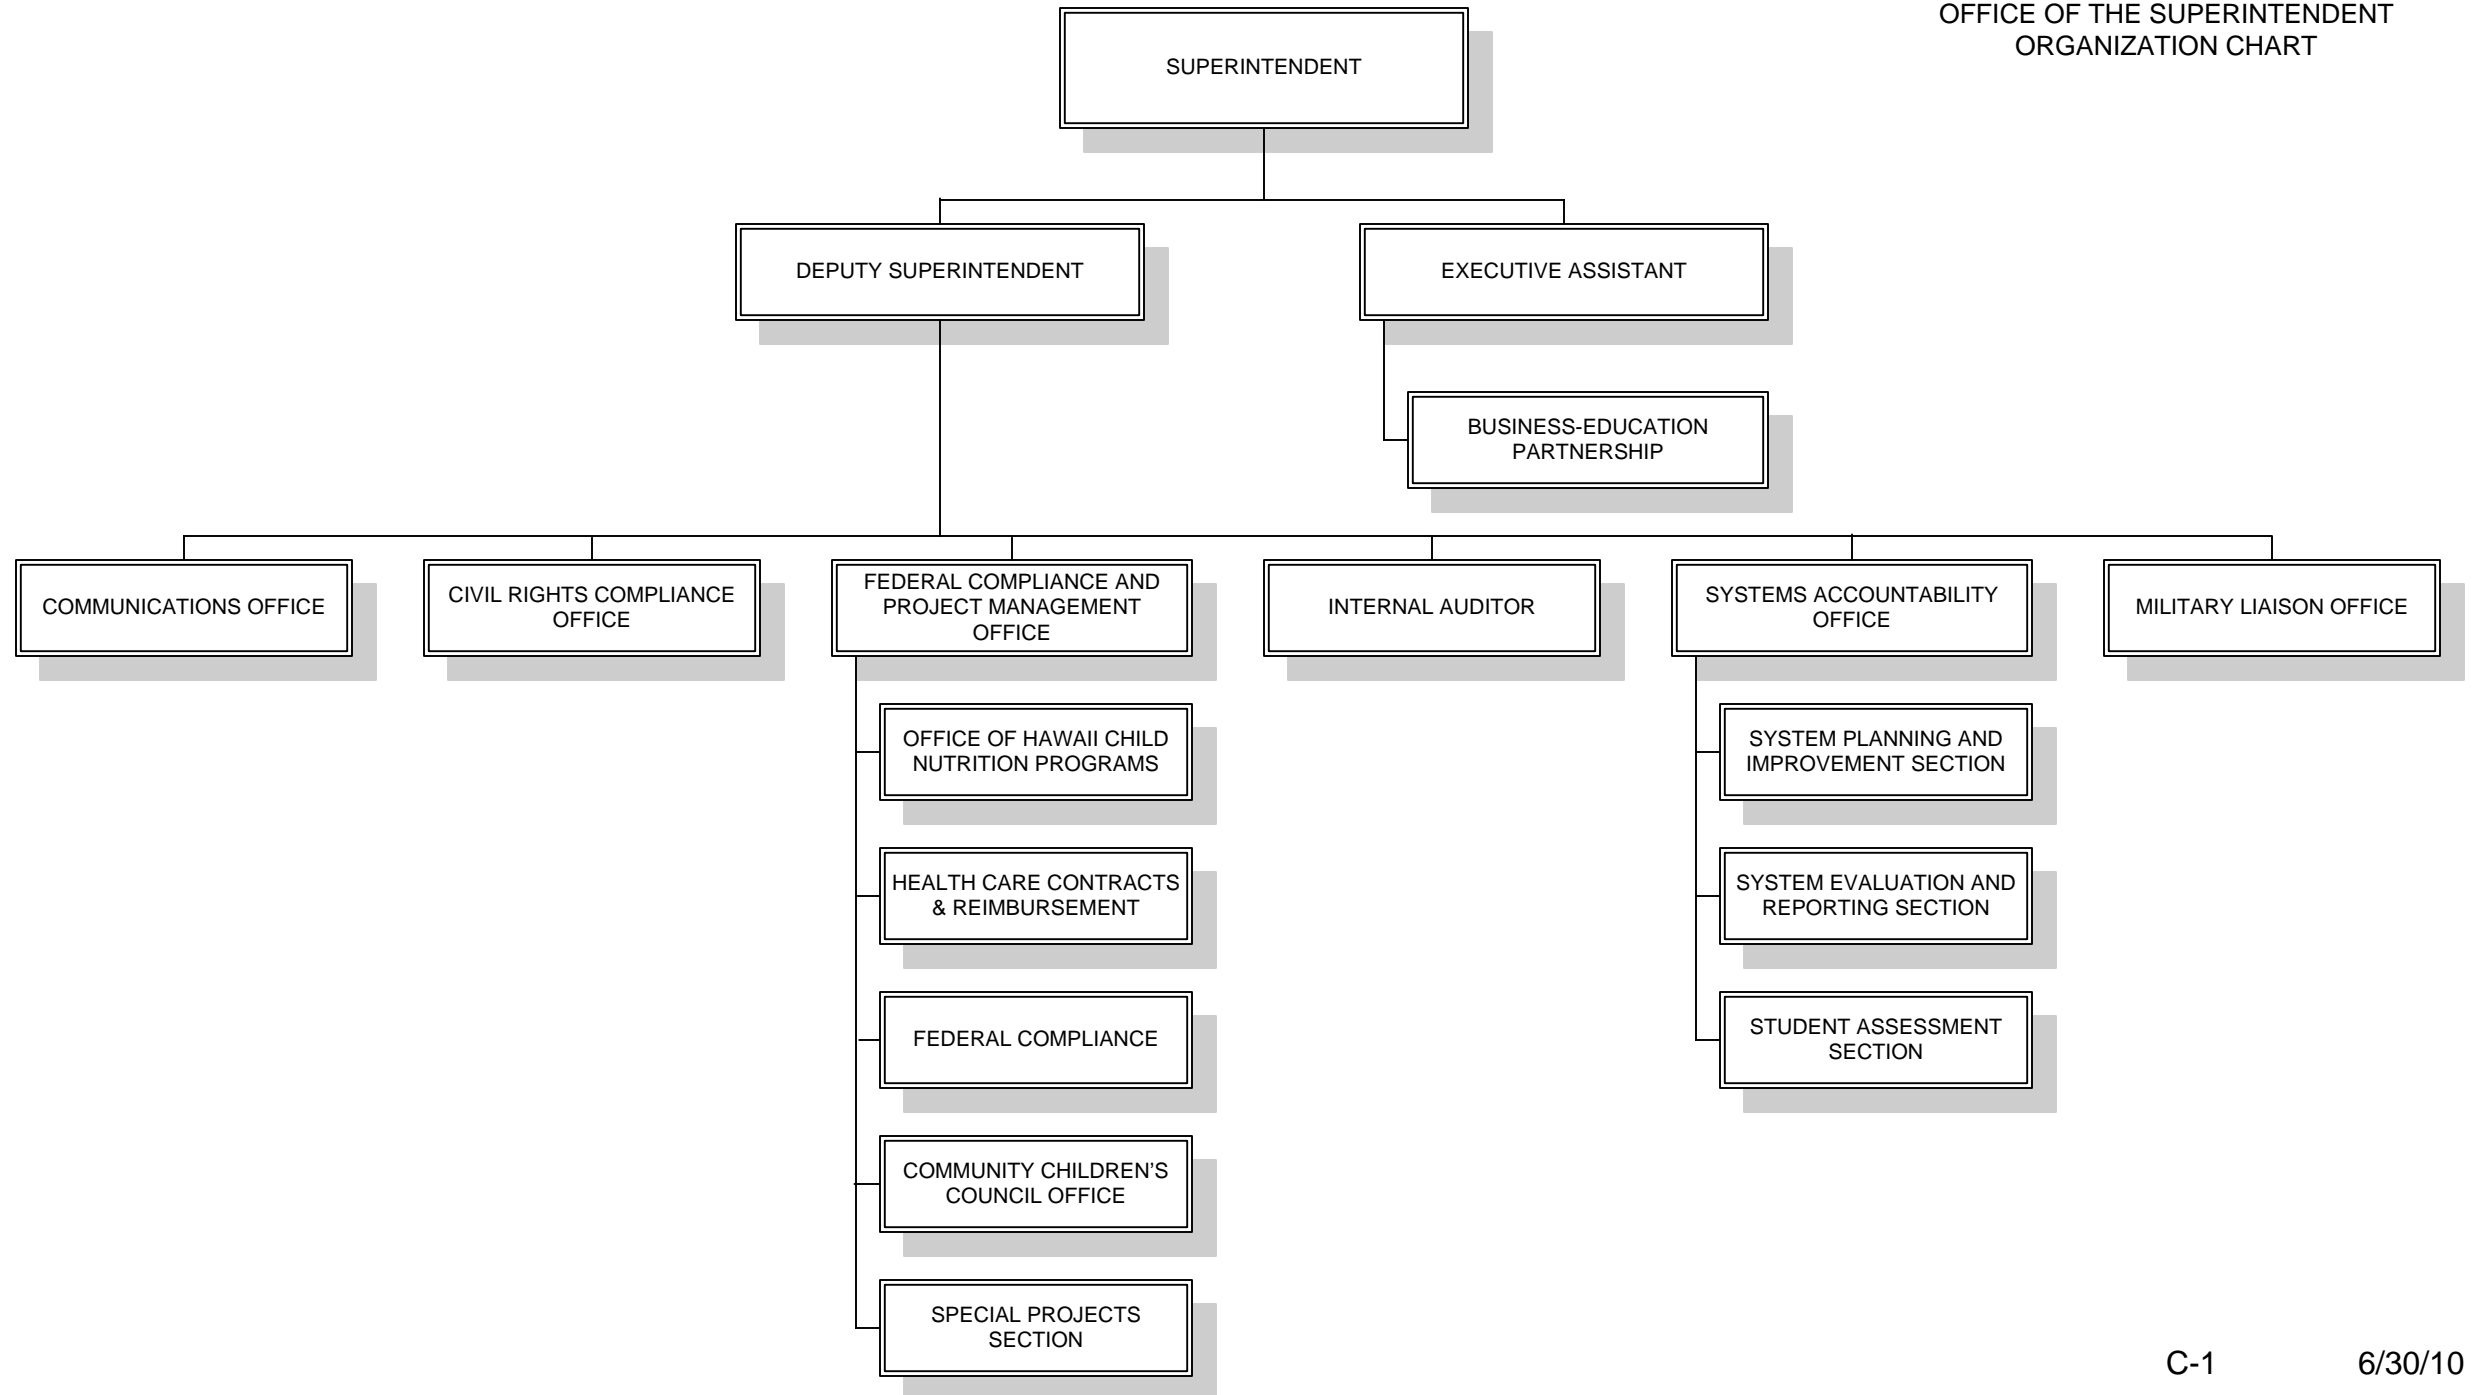 OFFICE OF THE SUPERINTENDENT
ORGANIZATION CHART
SUPERINTENDENT
DEPUTY SUPERINTENDENT
EXECUTIVE ASSISTANT
BUSINESS-EDUCATION
PARTNERSHIP
COMMUNICATIONS OFFICE
CIVIL RIGHTS COMPLIANCE
OFFICE
FEDERAL COMPLIANCE AND
PROJECT MANAGEMENT
OFFICE
INTERNAL AUDITOR
SYSTEMS ACCOUNTABILITY
OFFICE
MILITARY LIAISON OFFICE
OFFICE OF HAWAII CHILD
NUTRITION PROGRAMS
HEALTH CARE CONTRACTS
& REIMBURSEMENT
FEDERAL COMPLIANCE
COMMUNITY CHILDREN'S
COUNCIL OFFICE
SPECIAL PROJECTS
SECTION
SYSTEM PLANNING AND
IMPROVEMENT SECTION
SYSTEM EVALUATION AND
REPORTING SECTION
STUDENT ASSESSMENT
SECTION
C-1 6/30/10